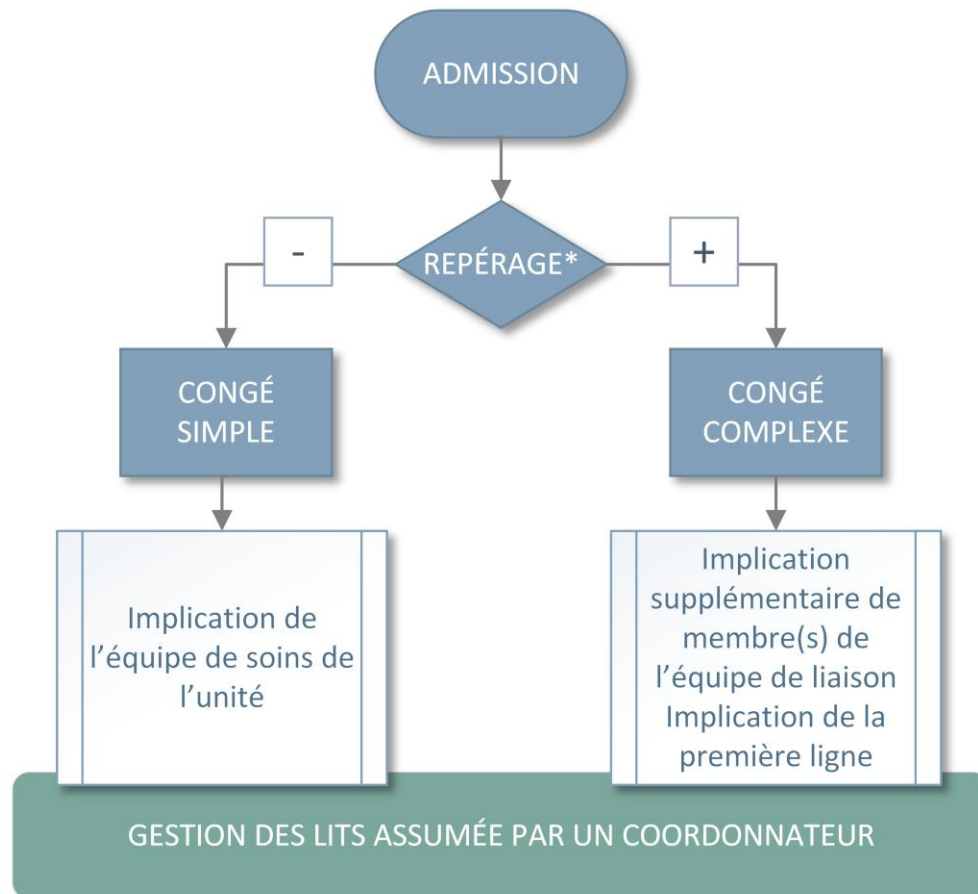 ADMISSION
-
REPÉRAGE*
+
CONGÉ
SIMPLE
CONGÉ
COMPLEXE
Implication de
l’équipe de soins de
l’unité
Implication
supplémentaire de
membre(s) de
l’équipe de liaison
Implication de la
première ligne
GESTION DES LITS ASSUMÉE PAR UN COORDONNATEUR